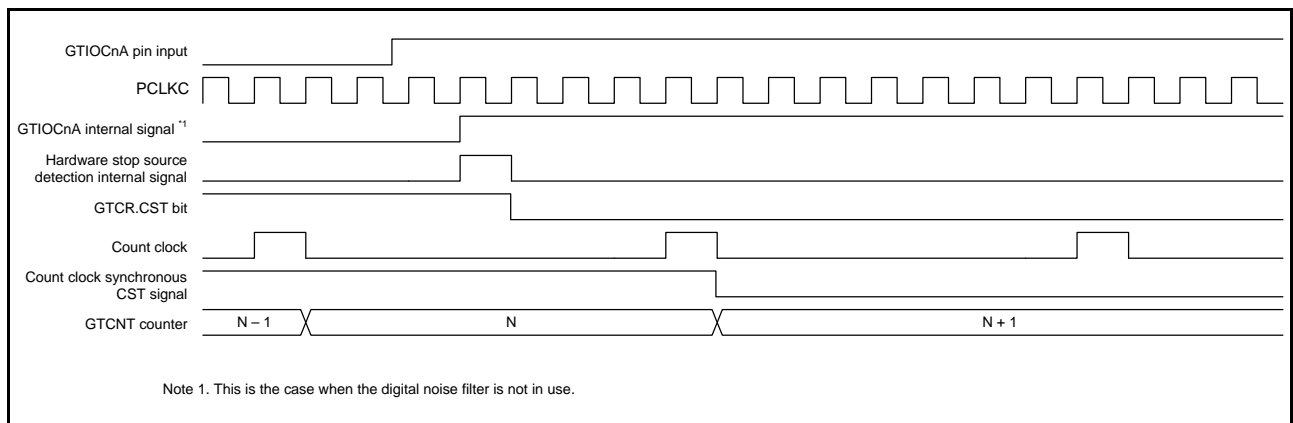 GTIOCnA pin input
PCLKC
GTIOCnA internal signal *1
Hardware stop source
detection internal signal
GTCR.CST bit
Count clock
Count clock synchronous
CST signal
GTCNT counter
N – 1
N
N + 1
Note 1. This is the case when the digital noise filter is not in use.